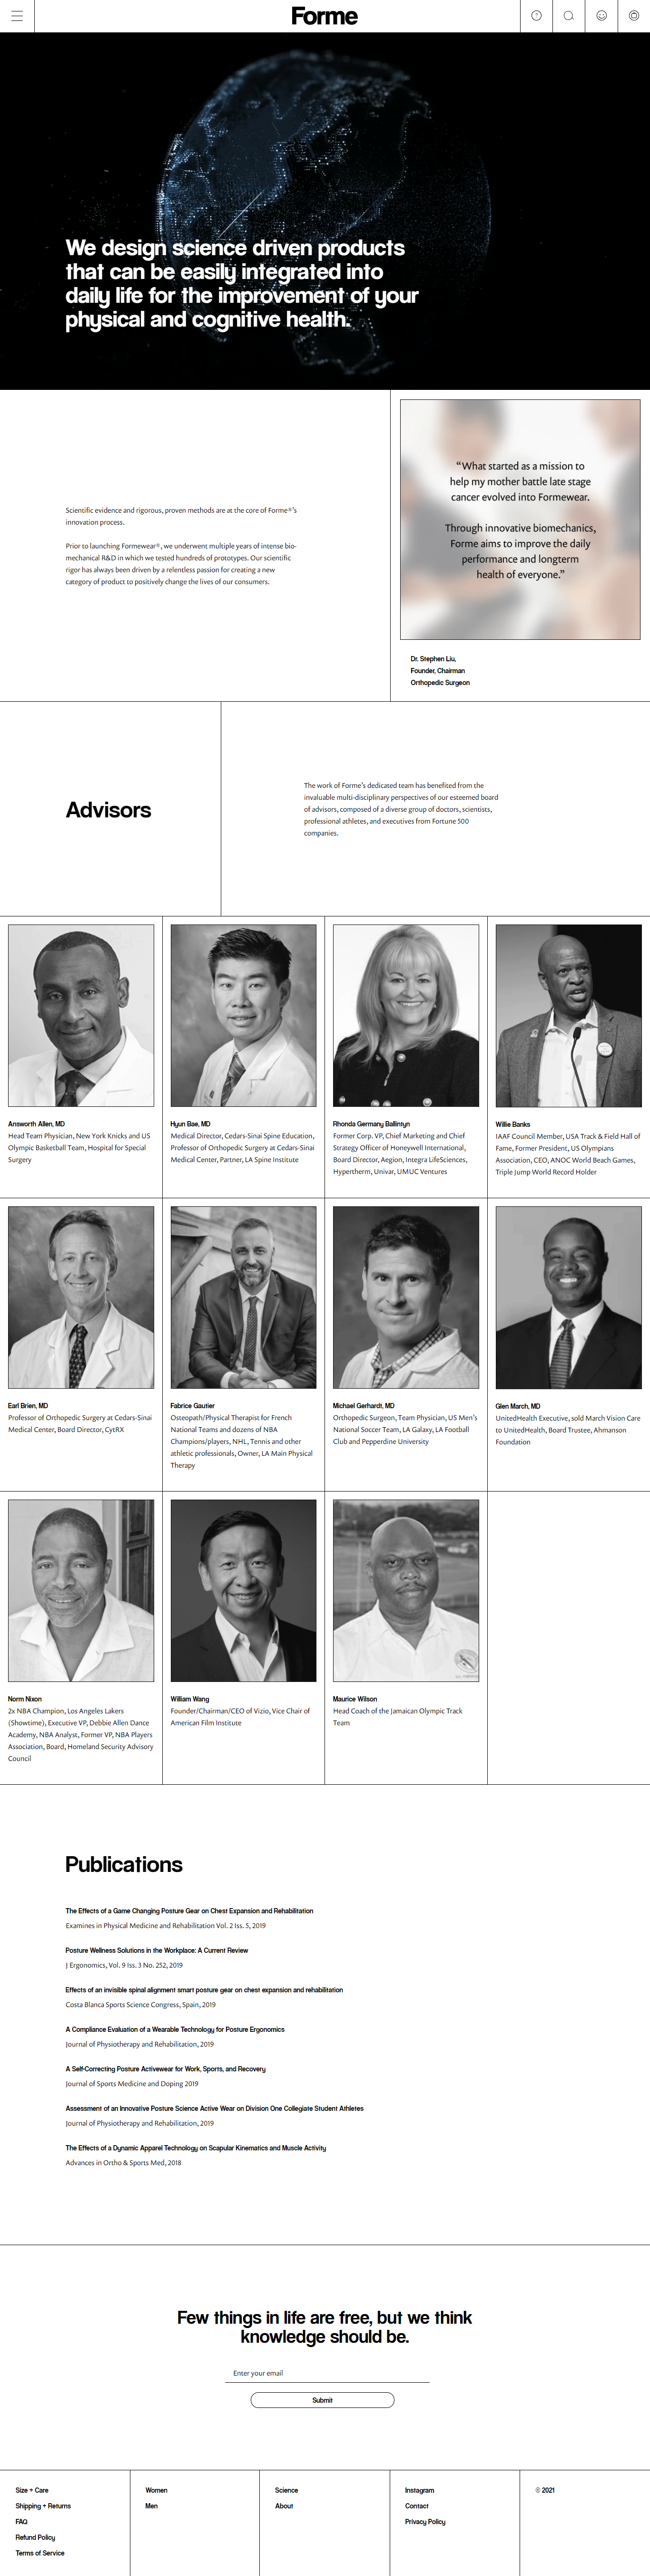 Forme
We design science driven products
that can be easily integrated into
daily life for the improvement of your
physical and cognitive health.
Scientific evidence and rigorous, proven methods are at the core of Forme®'s
innovation process.
Prior to launching Formewear®, we underwent multiple years of intense bio-
mechanical R&D in which we tested hundreds of prototypes. Our scientific
rigor has always been driven by a relentless passion for creating a new
category of product to positively change the lives of our consumers.
“What started as a mission to
help my mother battle late stage
cancer evolved into Formewear.
Through innovative biomechanics,
Forme aims to improve the daily
performance and longterm
health of everyone.”
Dr. Stephen Liu,
Founder, Chairman
Orthopedic Surgeon
Advisors
The work of Forme's dedicated team has benefited from the
invaluable multi-disciplinary perspectives of our esteemed board
of advisors, composed of a diverse group of doctors, scientists,
professional athletes, and executives from Fortune 500
companies.
Answorth Allen, MD
Head Team Physician, New York Knicks and US
Olympic Basketball Team, Hospital for Special
Surgery
Hyun Bae, MD
Medical Director, Cedars-Sinai Spine Education,
Professor of Orthopedic Surgery at Cedars-Sinai
Medical Center, Partner, LA Spine Institute
Rhonda Germany Ballintyn
Former Corp. VP, Chief Marketing and Chief
Strategy Officer of Honeywell International,
Board Director, Aegion, Integra LifeSciences,
Hypertherm, Univar, UMUC Ventures
Willie Banks
IAAF Council Member, USA Track & Field Hall of
Fame, Former President, US Olympians
Association, CEO, ANOC World Beach Games,
Triple Jump World Record Holder
Earl Brien, MD
Professor of Orthopedic Surgery at Cedars-Sinai
Medical Center, Board Director, CytRX
Fabrice Gautier
Osteopath/Physical Therapist for French
National Teams and dozens of NBA
Champions/players, NHL, Tennis and other
athletic professionals, Owner, LA Main Physical
Therapy
Michael Gerhardt, MD
Orthopedic Surgeon, Team Physician, US Men's
National Soccer Team, LA Galaxy, LA Football
Club and Pepperdine University
Glen March, MD
UnitedHealth Executive, sold March Vision Care
to UnitedHealth, Board Trustee, Ahmanson
Foundation
Norm Nixon
2x NBA Champion, Los Angeles Lakers
(Showtime), Executive VP, Debbie Allen Dance
Academy, NBA Analyst, Former VP, NBA Players
Association, Board, Homeland Security Advisory
Council
William Wang
Founder/Chairman/CEO of Vizio, Vice Chair of
American Film Institute
Maurice Wilson
Head Coach of the Jamaican Olympic Track
Team
Publications
The Effects of a Game Changing Posture Gear on Chest Expansion and Rehabilitation
Examines in Physical Medicine and Rehabilitation Vol. 2 Iss. 5, 2019
Posture Wellness Solutions in the Workplace: A Current Review
J Ergonomics, Vol. 9 Iss. 3 No. 252, 2019
Effects of an invisible spinal alignment smart posture gear on chest expansion and rehabilitation
Costa Blanca Sports Science Congress, Spain, 2019
A Compliance Evaluation of a Wearable Technology for Posture Ergonomics
Journal of Physiotherapy and Rehabilitation, 2019
A Self-Correcting Posture Activewear for Work, Sports, and Recovery
Journal of Sports Medicine and Doping 2019
Assessment of an Innovative Posture Science Active Wear on Division One Collegiate Student Athletes
Journal of Physiotherapy and Rehabilitation, 2019
The Effects of a Dynamic Apparel Technology on Scapular Kinematics and Muscle Activity
Advances in Ortho & Sports Med, 2018
Few things in life are free, but we think
knowledge should be.
Enter your email
Submit
Size + Care
Shipping + Returns
FAQ
Refund Policy
Terms of Service
Women
Men
Science
About
Instagram
Contact
Privacy Policy
© 2021